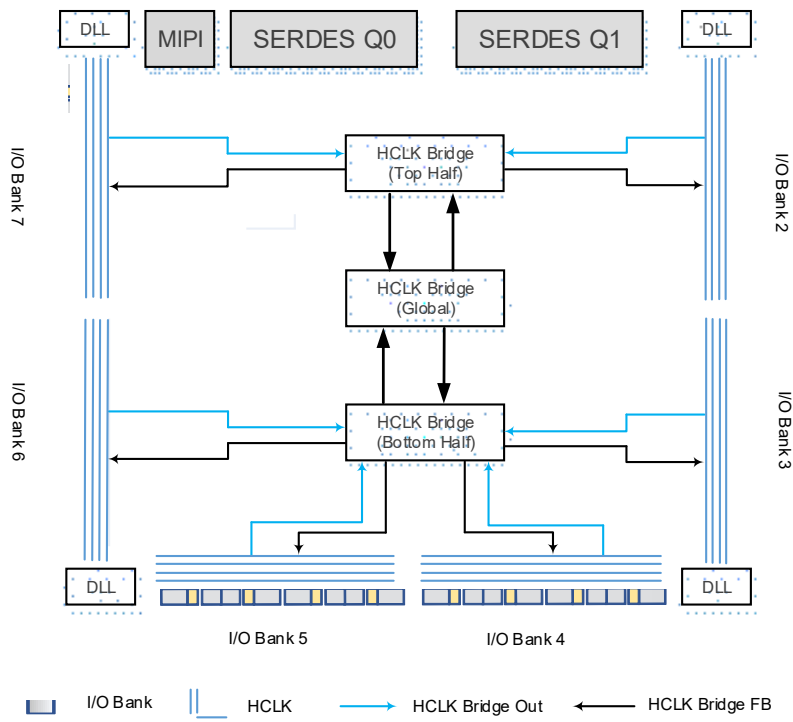 DLL
MIPI
SERDES Q0
SERDES Q1
DLL
I/O Bank 7
HCLK Bridge
(Top Half)
I/O Bank 2
HCLK Bridge
(Global)
I/O Bank 6
HCLK Bridge
(Bottom Half)
I/O Bank 3
DLL
DLL
I/O Bank 5
I/O Bank 4
I/O Bank
HCLK
HCLK Bridge Out
HCLK Bridge FB